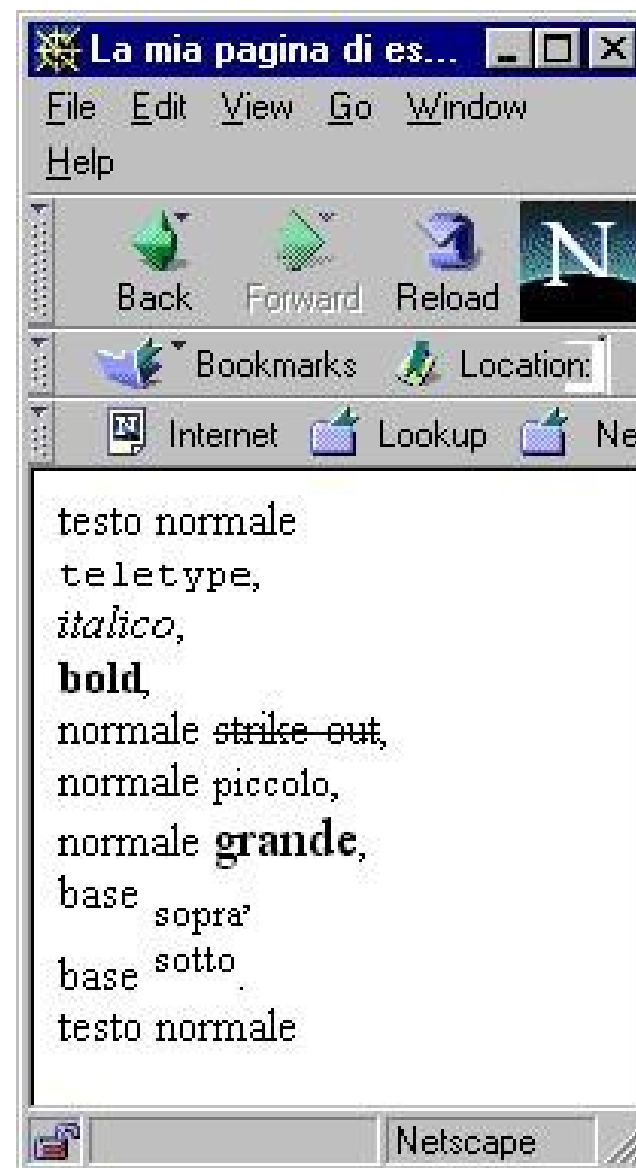 La mia pagina di es...
File Edit View Go Window
Help
Back Forward Reload N
Bookmarks Location:
N Internet Lookup Ne
testo normale
teletype,
italico,
bold,
normale strike-out,
normale piccolo,
normale grande,
base sopra,
base sotto.
testo normale
Netscape